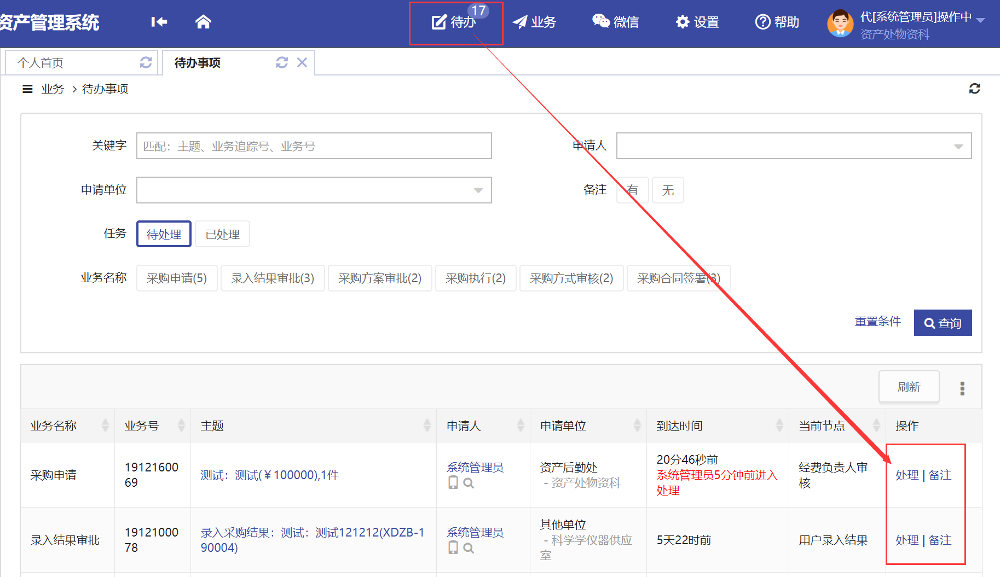 资产管理系统
待办
17
业务
微信
设置
帮助
代[系统管理员]操作中
资产处物资科
个人首页
待办事项
业务 > 待办事项
关键字
匹配：主题、业务追踪号、业务号
申请人
申请单位
备注
有
无
任务
待处理
已处理
业务名称
采购申请(5)
录入结果审批(3)
采购方案审批(2)
采购执行(2)
采购方式审核(2)
采购合同签署(3)
重置条件
查询
刷新
业务名称
业务号
主题
申请人
申请单位
到达时间
当前节点
操作
采购申请
19121600
69
测试：测试(￥100000),1件
系统管理员
资产后勤处
- 资产处物资科
20分46秒前
系统管理员5分钟前进入
处理
经费负责人审
核
处理 | 备注
录入结果审批
19121000
78
录入采购结果：测试：测试121212(XDZB-1
90004)
系统管理员
其他单位
- 科学学仪器供应
室
5天22时前
用户录入结果
处理 | 备注